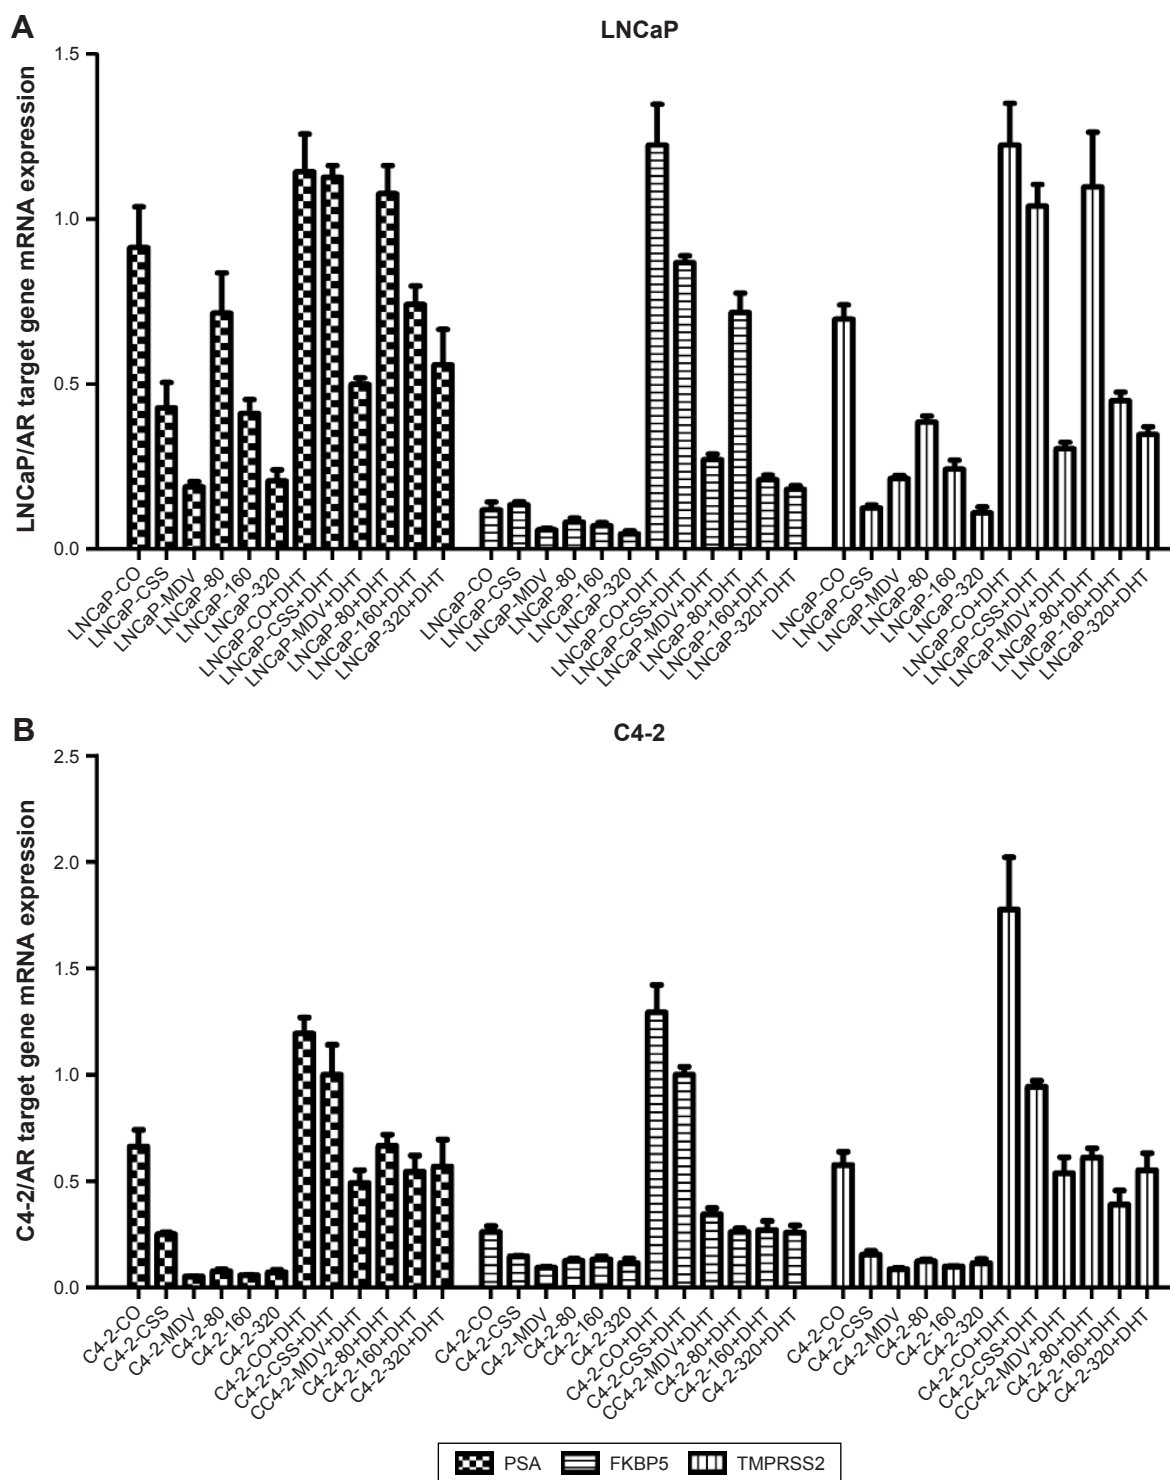 A
LNCaP
LNCaP/AR target gene mRNA expression
1.5
1.0
0.5
0.0
LNCaP-CO
LNCaP-CSS
LNCaP-MDV
LNCaP-80
LNCaP-160
LNCaP-320
LNCaP-CO+DHT
LNCaP-CSS+DHT
LNCaP-MDV+DHT
LNCaP-80+DHT
LNCaP-160+DHT
LNCaP-320+DHT
LNCaP-CO
LNCaP-CSS
LNCaP-MDV
LNCaP-80
LNCaP-160
LNCaP-320
LNCaP-CO+DHT
LNCaP-CSS+DHT
LNCaP-MDV+DHT
LNCaP-80+DHT
LNCaP-160+DHT
LNCaP-320+DHT
LNCaP-CO
LNCaP-CSS
LNCaP-MDV
LNCaP-80
LNCaP-160
LNCaP-320
LNCaP-CO+DHT
LNCaP-CSS+DHT
LNCaP-MDV+DHT
LNCaP-80+DHT
LNCaP-160+DHT
LNCaP-320+DHT
B
C4-2
C4-2/AR target gene mRNA expression
2.5
2.0
1.5
1.0
0.5
0.0
C4-2-CO
C4-2-CSS
C4-2-MDV
C4-2-80
C4-2-160
C4-2-320
C4-2-CO+DHT
C4-2-CSS+DHT
CC4-2-MDV+DHT
C4-2-80+DHT
C4-2-160+DHT
C4-2-320+DHT
C4-2-CO
C4-2-CSS
C4-2-MDV
C4-2-80
C4-2-160
C4-2-320
C4-2-CO+DHT
C4-2-CSS+DHT
CC4-2-MDV+DHT
C4-2-80+DHT
C4-2-160+DHT
C4-2-320+DHT
C4-2-CO
C4-2-CSS
C4-2-MDV
C4-2-80
C4-2-160
C4-2-320
C4-2-CO+DHT
C4-2-CSS+DHT
CC4-2-MDV+DHT
C4-2-80+DHT
C4-2-160+DHT
C4-2-320+DHT
PSA FKBP5 TMPRSS2